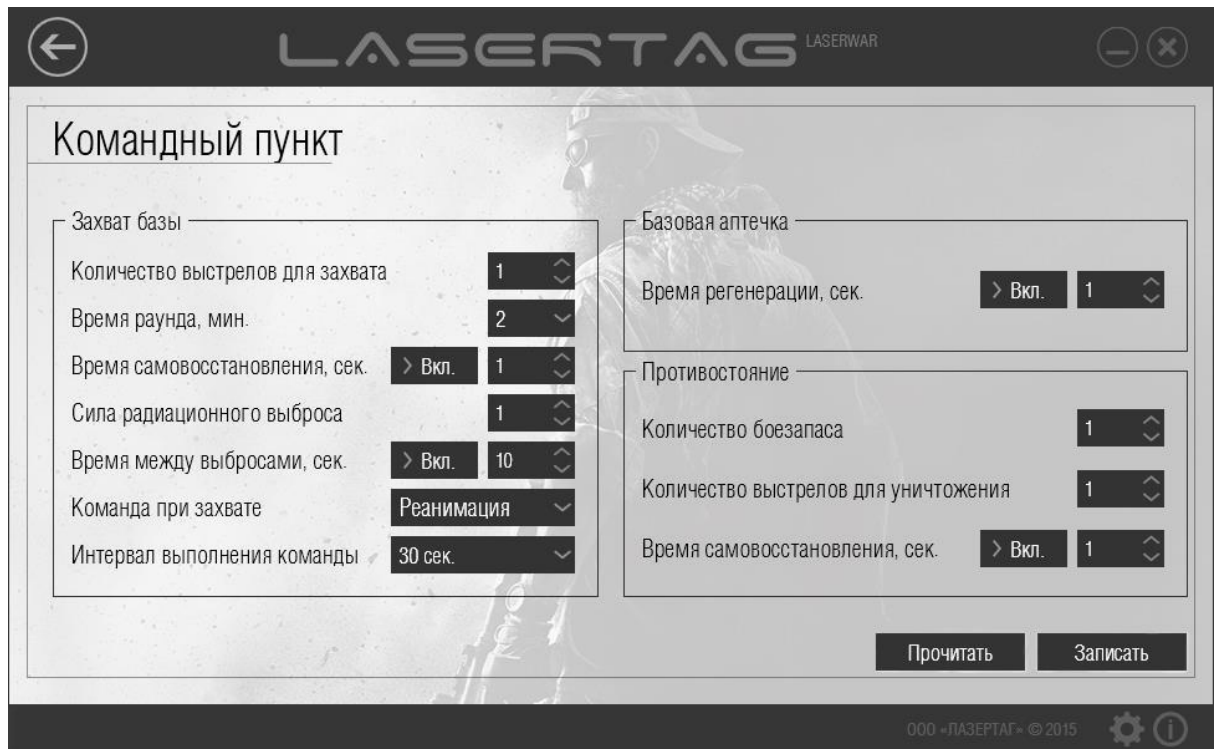 LASERTAG LASERWAR
Командный пункт
Захват базы
Количество выстрелов для захвата 1
Время раунда, мин. 2
Время самовосстановления, сек. > Вкл. 1
Сила радиационного выброса 1
Время между выбросами, сек. > Вкл. 10
Команда при захвате Реанимация
Интервал выполнения команды 30 сек.
Базовая аптечка
Время регенерации, сек. > Вкл. 1
Противостояние
Количество боезапаса 1
Количество выстрелов для уничтожения 1
Время самовосстановления, сек. > Вкл. 1
Прочитать Записать
ООО «ЛАЗЕРТАГ» © 2015